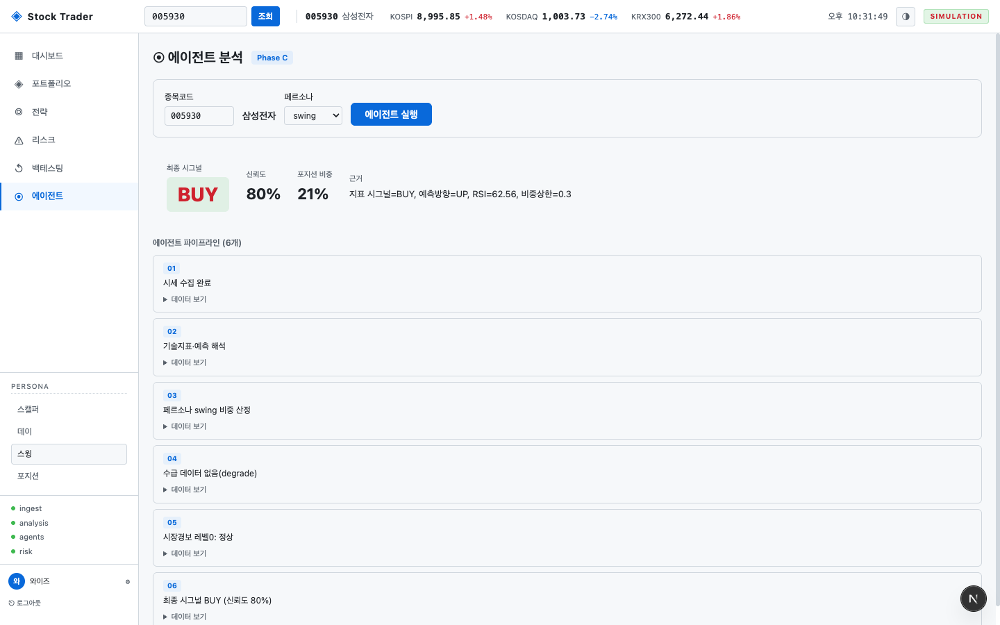 Stock Trader
005930
조회
005930 삼성전자
KOSPI 8,995.85 +1.48%
KOSDAQ 1,003.73 −2.74%
KRX300 6,272.44 +1.86%
오후 10:31:49
SIMULATION
대시보드
포트폴리오
전략
리스크
백테스팅
에이전트
PERSONA
스캘퍼
데이
스윙
포지션
ingest
analysis
agents
risk
와 와이즈
로그아웃
에이전트 분석 Phase C
종목코드
005930
삼성전자
페르소나
swing
에이전트 실행
최종 시그널
BUY
신뢰도
80%
포지션 비중
21%
근거
지표 시그널=BUY, 예측방향=UP, RSI=62.56, 비중상한=0.3
에이전트 파이프라인 (6개)
01
시세 수집 완료
▶ 데이터 보기
02
기술지표·예측 해석
▶ 데이터 보기
03
페르소나 swing 비중 산정
▶ 데이터 보기
04
수급 데이터 없음(degrade)
▶ 데이터 보기
05
시장경보 레벨0: 정상
▶ 데이터 보기
06
최종 시그널 BUY (신뢰도 80%)
▶ 데이터 보기
N